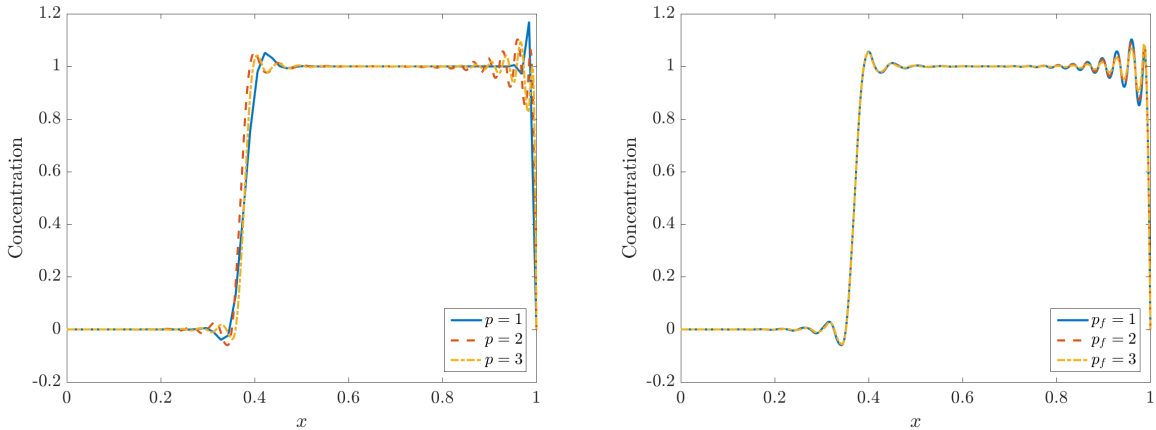 1.2
1
0.8
0.6
0.4
0.2
0
-0.2
Concentration
0
0.2
0.4
0.6
0.8
1
x
p = 1
p = 2
p = 3
1.2
1
0.8
0.6
0.4
0.2
0
-0.2
Concentration
0
0.2
0.4
0.6
0.8
1
x
p_f = 1
p_f = 2
p_f = 3